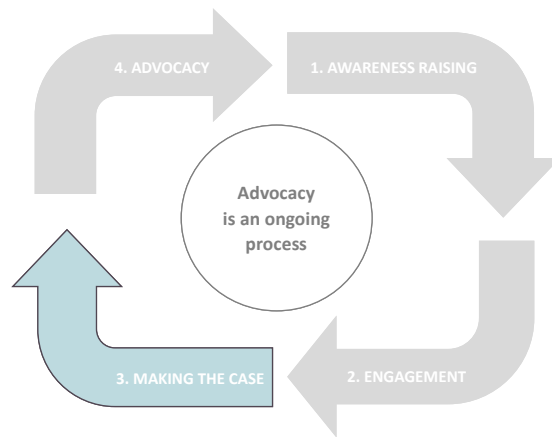 4. ADVOCACY
1. AWARENESS RAISING
Advocacy
is an ongoing
process
3. MAKING THE CASE
2. ENGAGEMENT